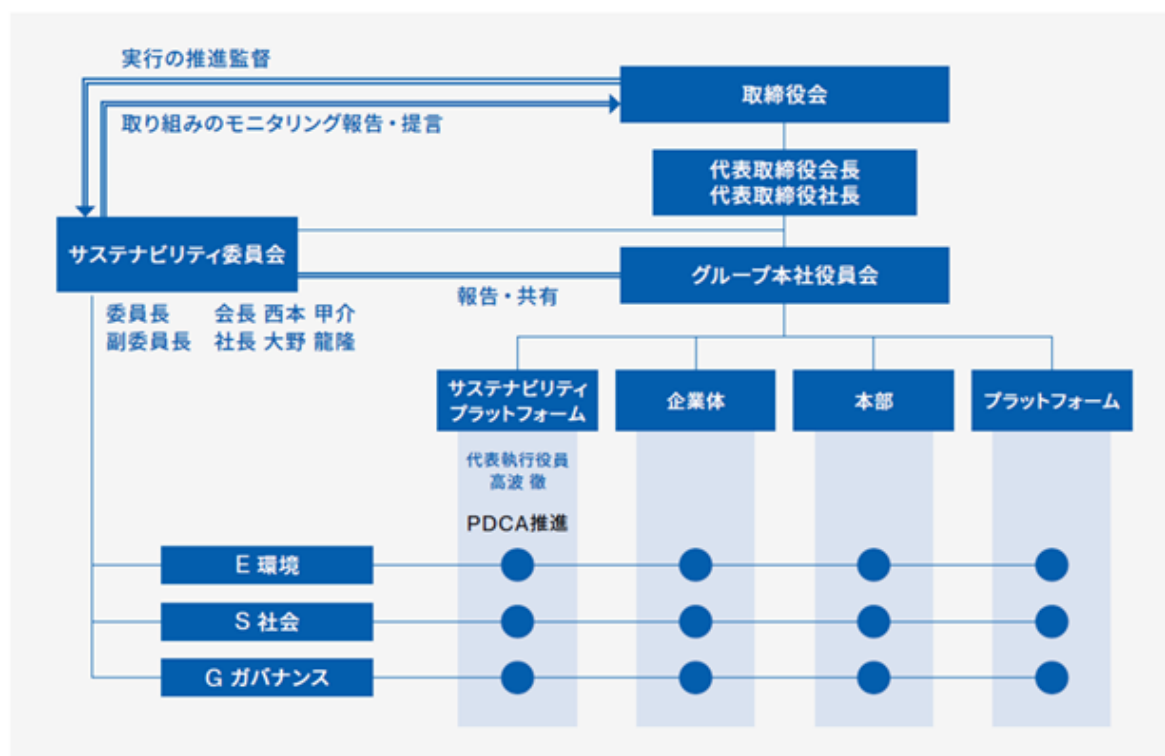 実行の推進監督
取締役会
取り組みのモニタリング報告・提言
代表取締役会長
代表取締役社長
サステナビリティ委員会
グループ本社役員会
報告・共有
委員長 会長 西本 甲介
副委員長 社長 大野 龍隆
サステナビリティ
プラットフォーム
企業体
本部
プラットフォーム
代表執行役員
高波 徹
PDCA推進
E 環境
S 社会
G ガバナンス